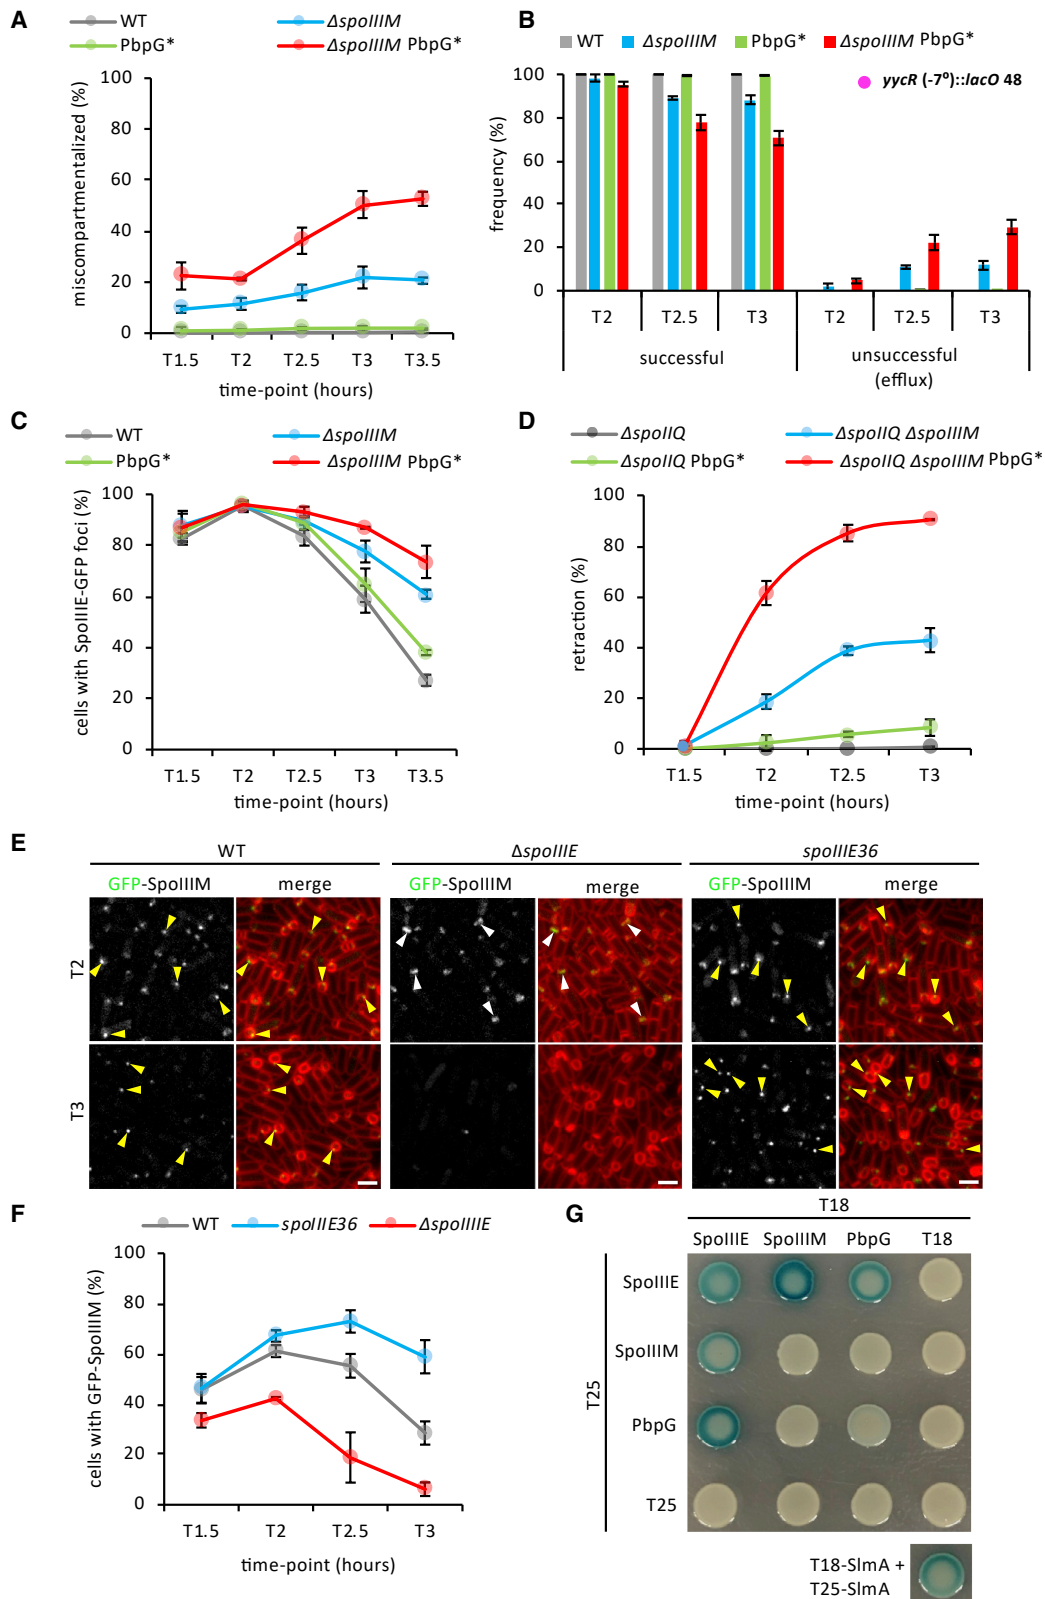 A
WT
ΔspoIIIM
PbpG*
ΔspoIIIM PbpG*
miscompartmentalized (%)
100
80
60
40
20
0
T1.5 T2 T2.5 T3 T3.5
time-point (hours)
B
WT ΔspoIIIM PbpG* ΔspoIIIM PbpG*
yycR (-7º)::lacO 48
frequency (%)
100
80
60
40
20
0
T2 T2.5 T3 T2 T2.5 T3
successful unsuccessful
(efflux)
C
WT
ΔspoIIIM
PbpG*
ΔspoIIIM PbpG*
cells with SpoIIIE-GFP foci (%)
100
80
60
40
20
0
T1.5 T2 T2.5 T3 T3.5
time-point (hours)
D
ΔspoIIQ
ΔspoIIQ ΔspoIIIM
ΔspoIIQ PbpG*
ΔspoIIQ ΔspoIIIM PbpG*
retraction (%)
100
80
60
40
20
0
T1.5 T2 T2.5 T3
time-point (hours)
E
WT ΔspoIIIE spoIIIE36
GFP-SpoIIIM merge GFP-SpoIIIM merge GFP-SpoIIIM merge
T2
T3
F
WT spoIIIE36 ΔspoIIIIE
cells with GFP-SpoIIIM (%)
100
80
60
40
20
0
T1.5 T2 T2.5 T3
time-point (hours)
G
T18
SpoIIIE SpoIIIM PbpG T18
T25
SpoIIIE
SpoIIIM
PbpG
T25
T18-SlmA +
T25-SlmA